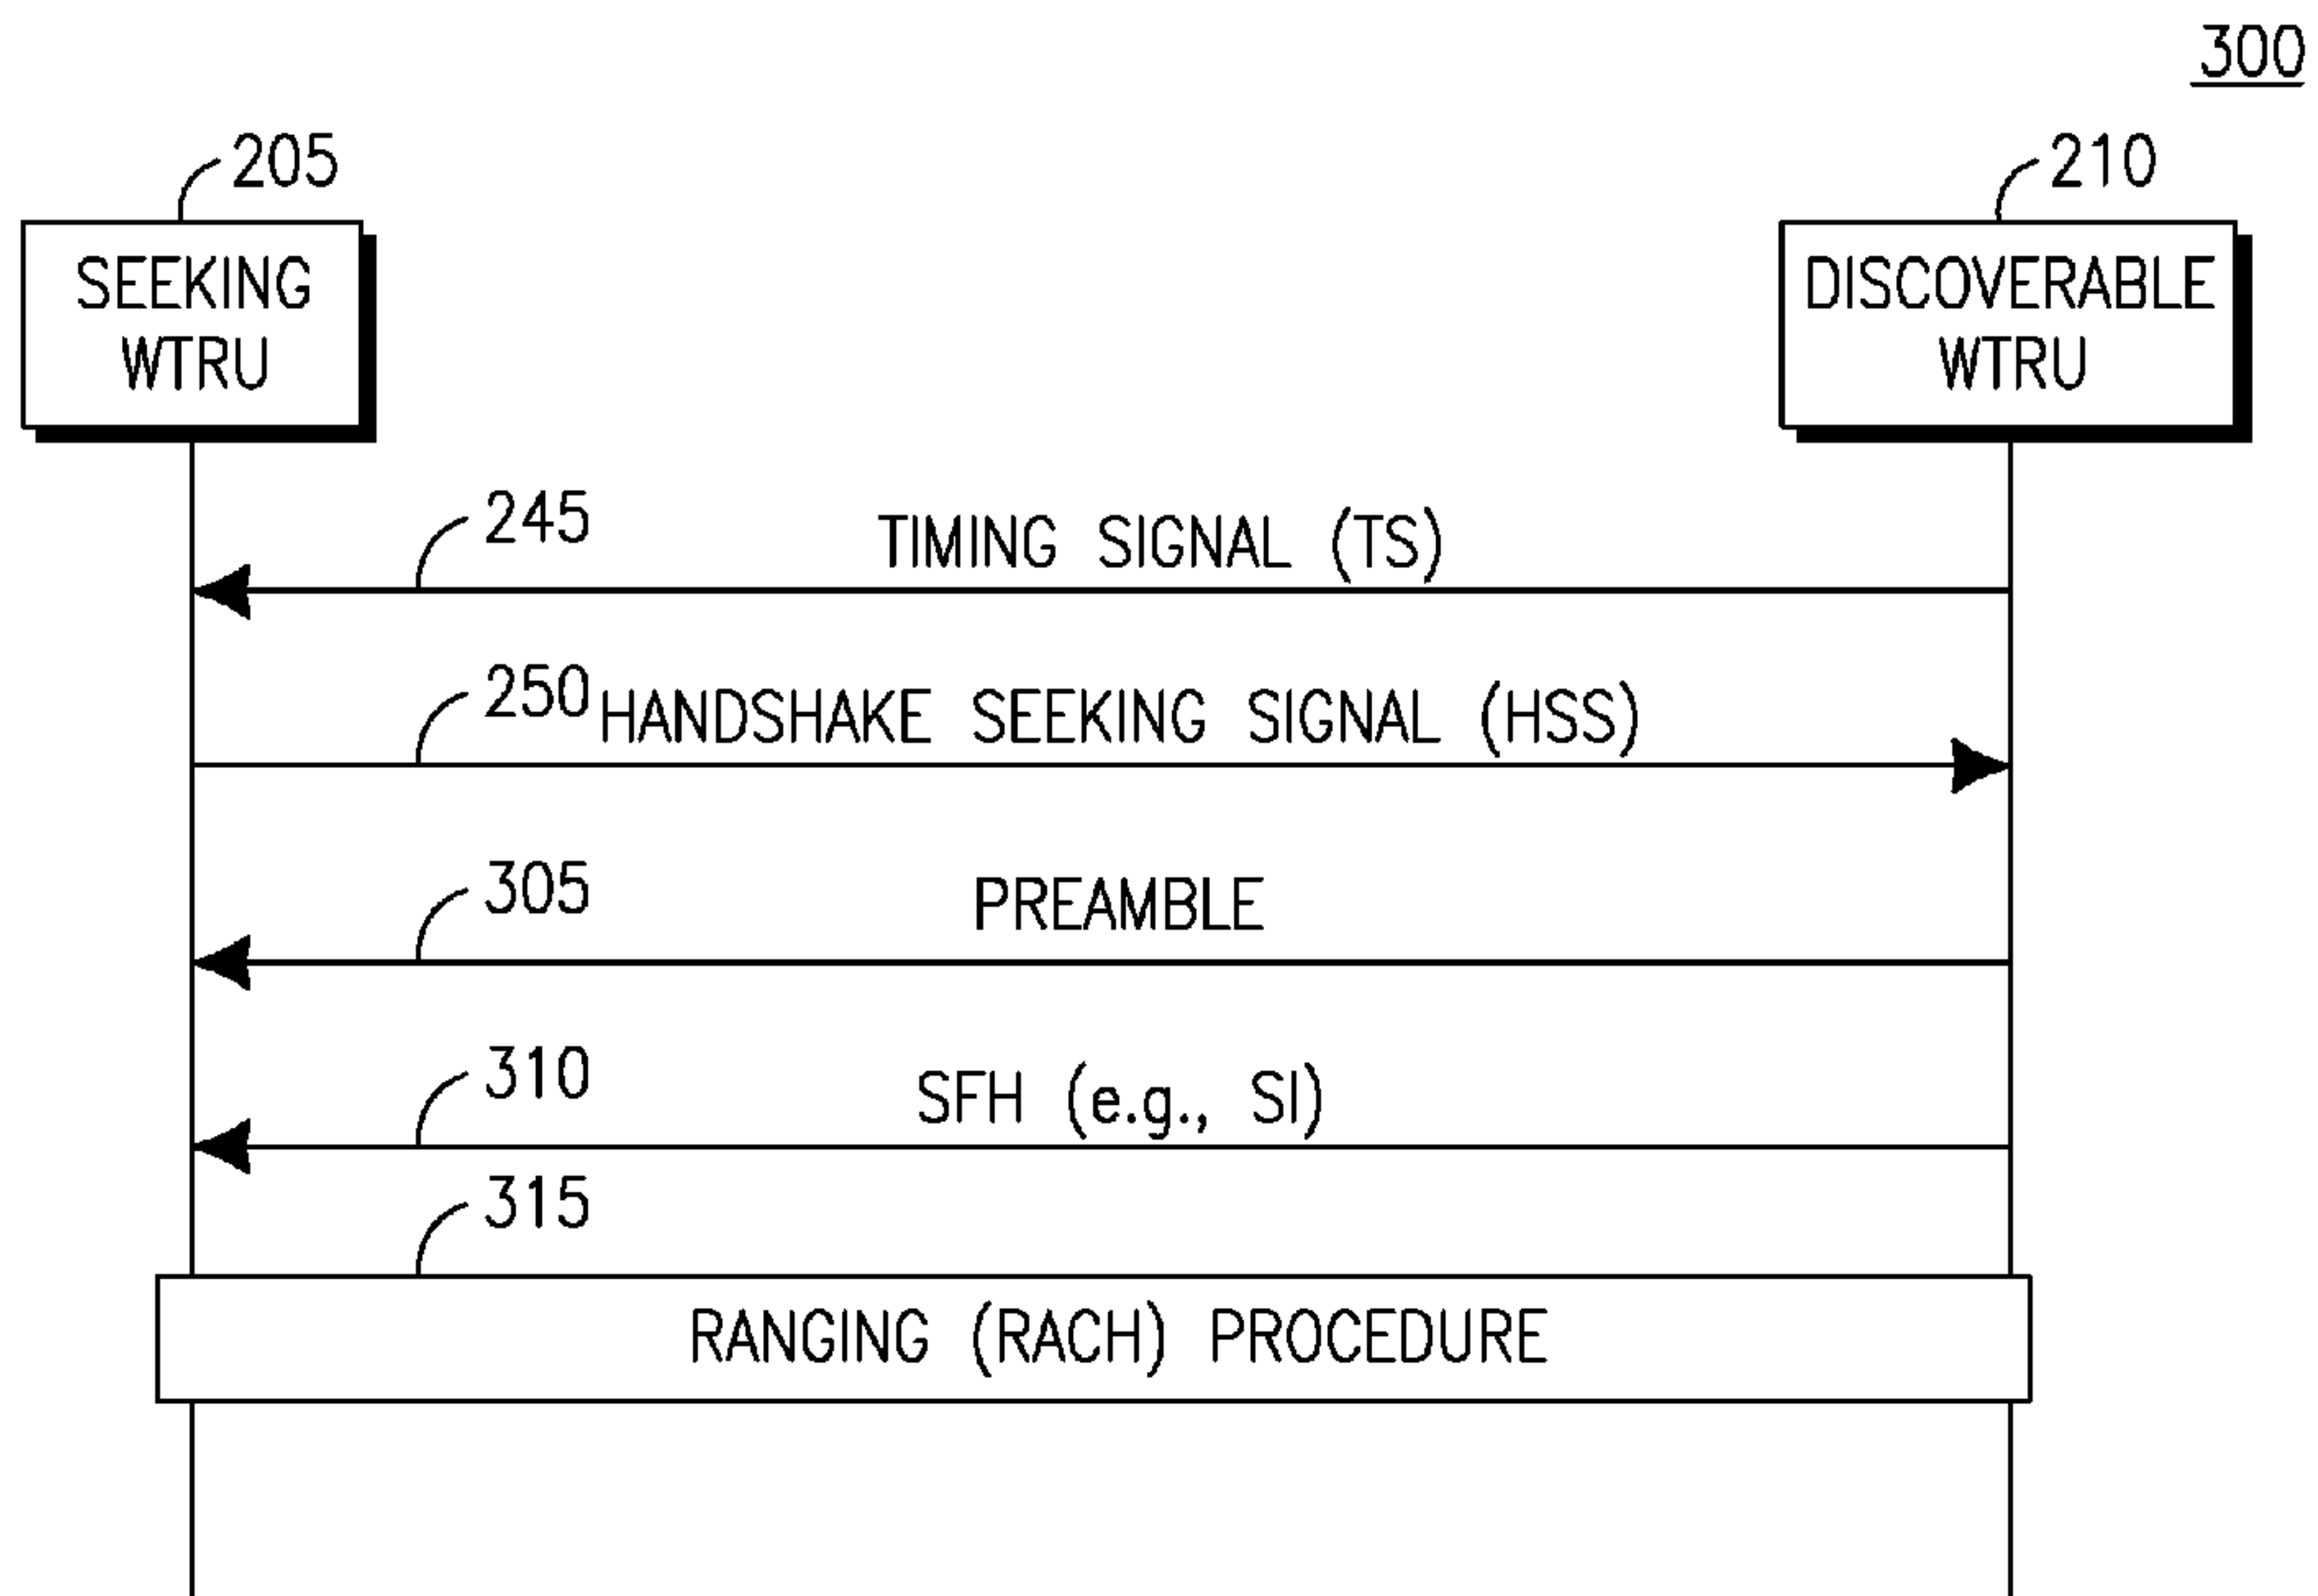 300
205
210
SEEKING
WTRU
DISCOVERABLE
WTRU
245
TIMING SIGNAL (TS)
250
HANDSHAKE SEEKING SIGNAL (HSS)
305
PREAMBLE
310
SFH (e.g., SI)
315
RANGING (RACH) PROCEDURE